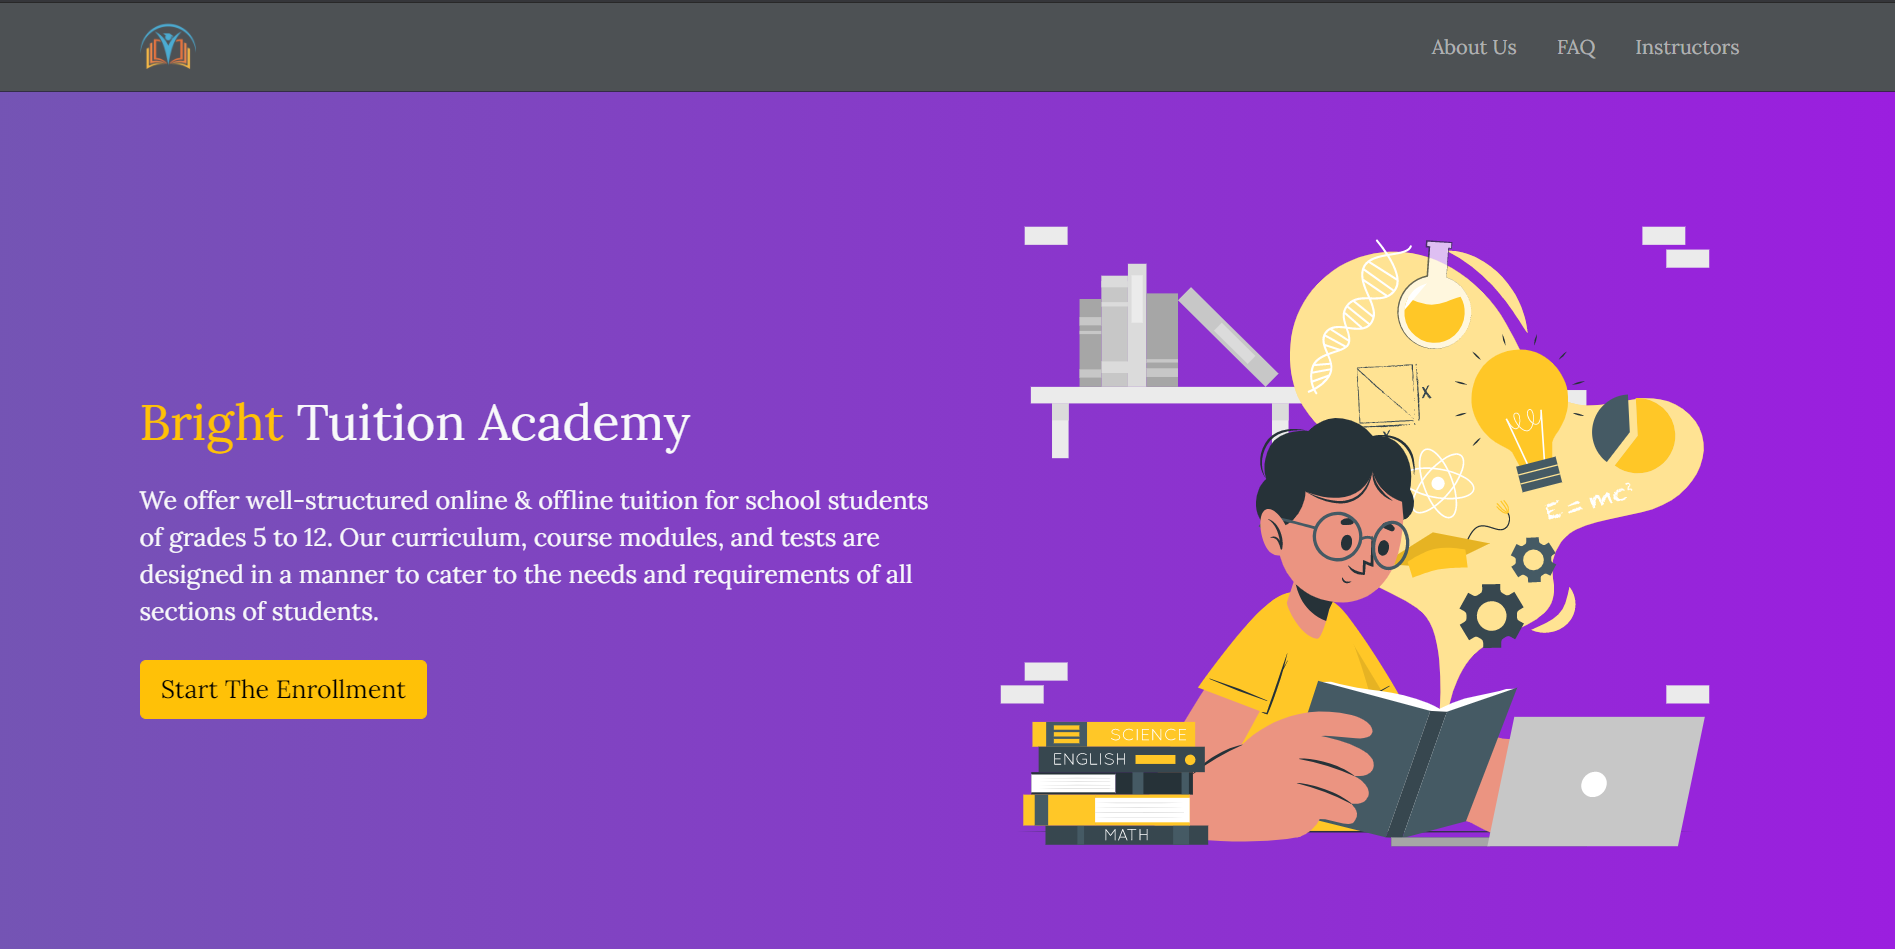 About Us FAQ Instructors
Bright Tuition Academy
We offer well-structured online & offline tuition for school students
of grades 5 to 12. Our curriculum, course modules, and tests are
designed in a manner to cater to the needs and requirements of all
sections of students.
Start The Enrollment
X
X
E = mc²
SCIENCE
ENGLISH
MATH